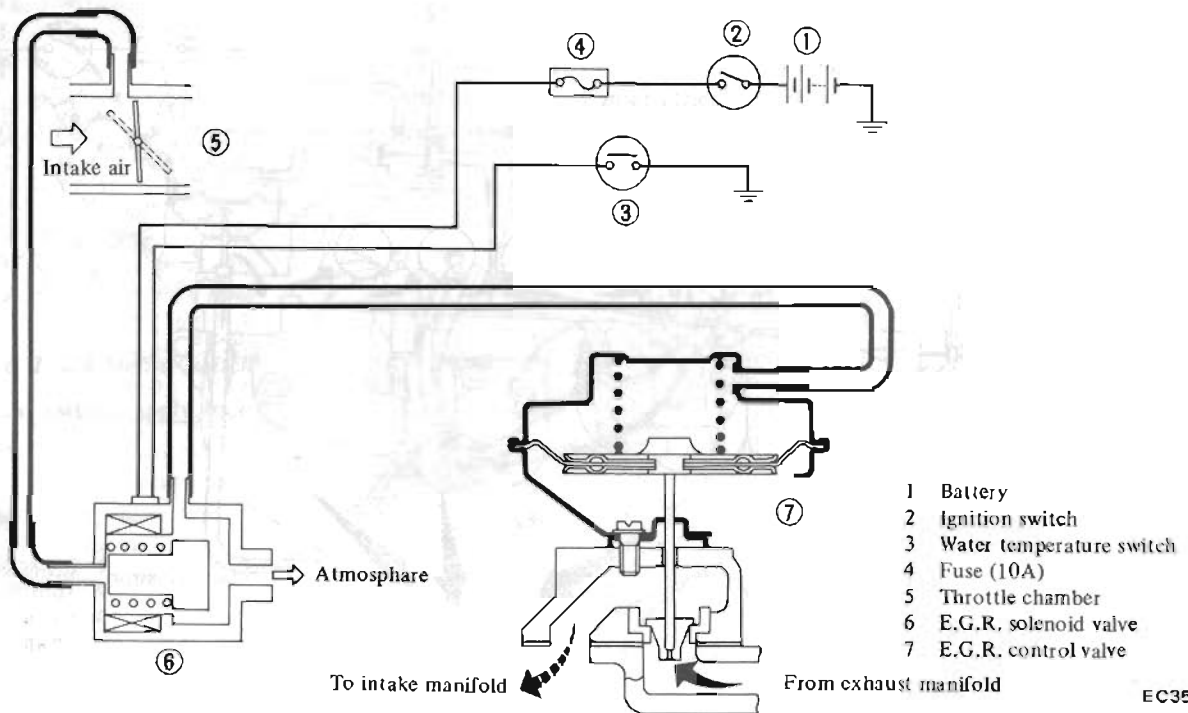 ④
②
①
⑤
Intake air
③
⑦
1 Battery
2 Ignition switch
3 Water temperature switch
4 Fuse (10A)
5 Throttle chamber
6 E.G.R. solenoid valve
7 E.G.R. control valve
Atmosphare
⑥
To intake manifold
From exhaust manifold
EC35